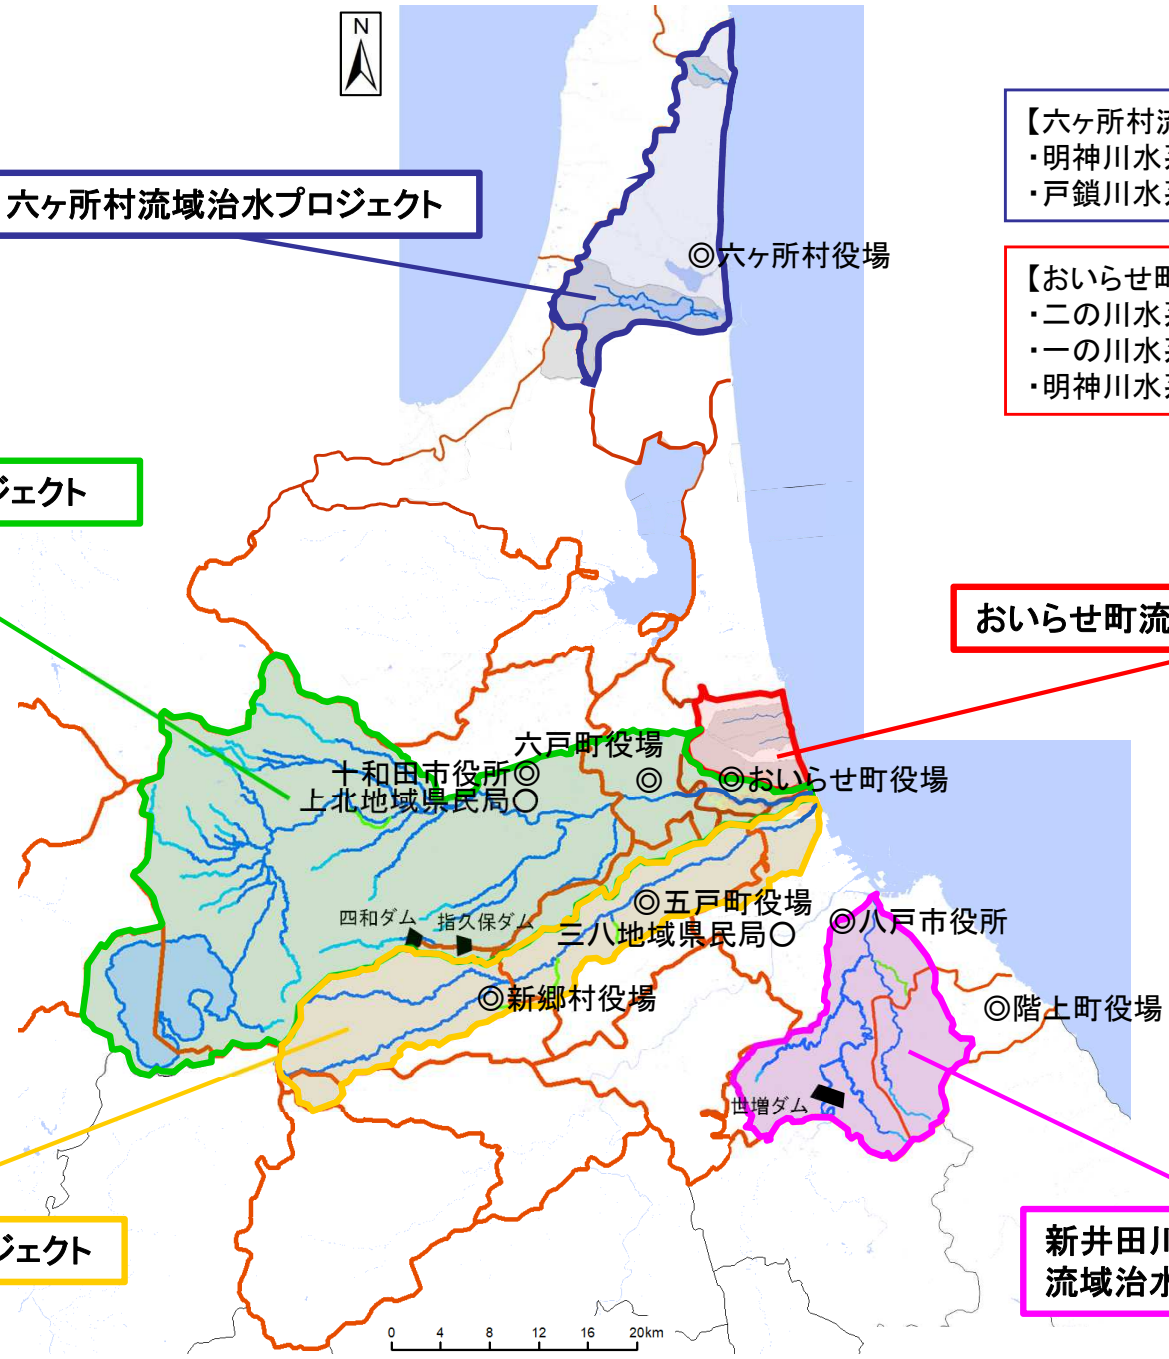 N
【六ヶ所村流
・明神川水系
・戸鎖川水系
六ヶ所村流域治水プロジェクト
◎六ヶ所村役場
【おいらせ町
・二の川水系
・一の川水系
・明神川水系
ジェクト
おいらせ町流
六戸町役場
◎
十和田市役所◎
上北地域県民局○
◎おいらせ町役場
四和ダム
指久保ダム
◎五戸町役場
三八地域県民局○
◎八戸市役所
◎新郷村役場
◎階上町役場
世増ダム
ジェクト
新井田川
流域治水
0 4 8 12 16 20km